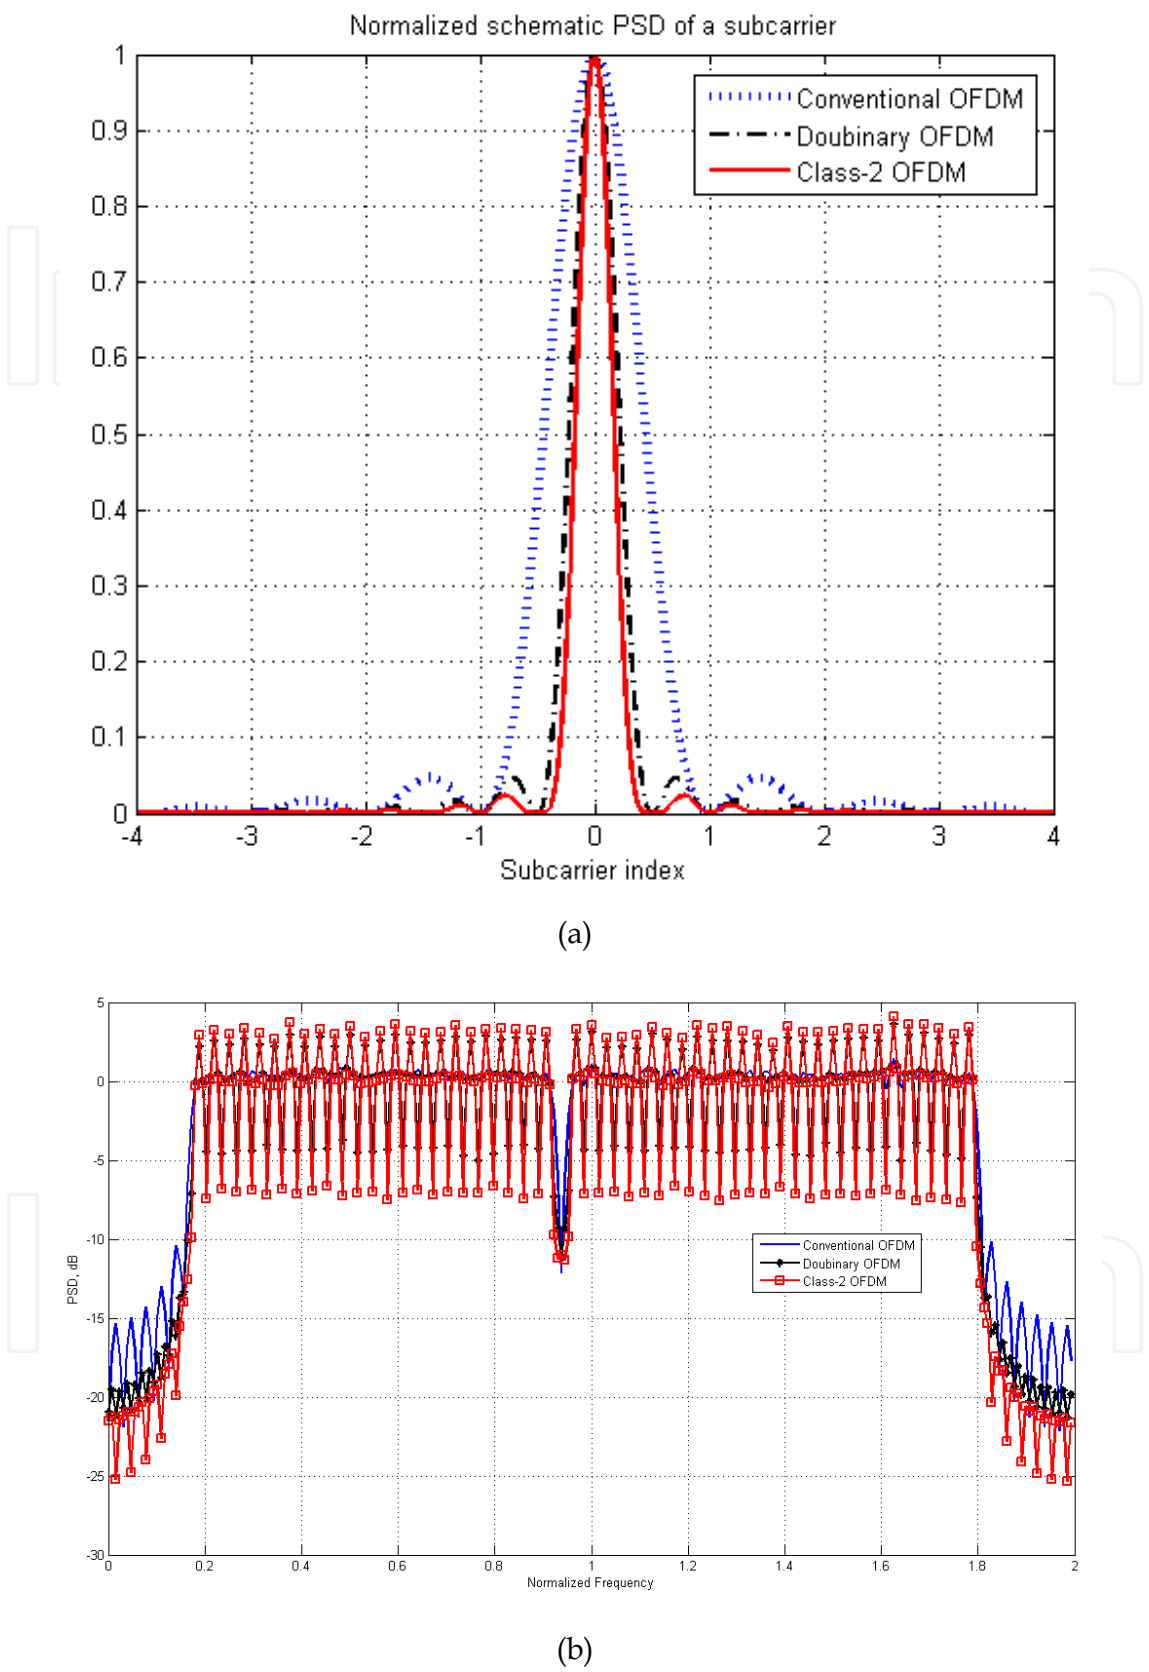 Normalized schematic PSD of a subcarrier
1
0.9
0.8
0.7
0.6
0.5
0.4
0.3
0.2
0.1
0
Conventional OFDM
Doubinary OFDM
Class-2 OFDM
-4 -3 -2 -1 0 1 2 3 4
Subcarrier index
(a)
5
0
-5
-10
-15
-20
-25
-30
PSD, dB
Conventional OFDM
Doubinary OFDM
Class-2 OFDM
0 0.2 0.4 0.6 0.8 1 1.2 1.4 1.6 1.8 2
Normalized Frequency
(b)